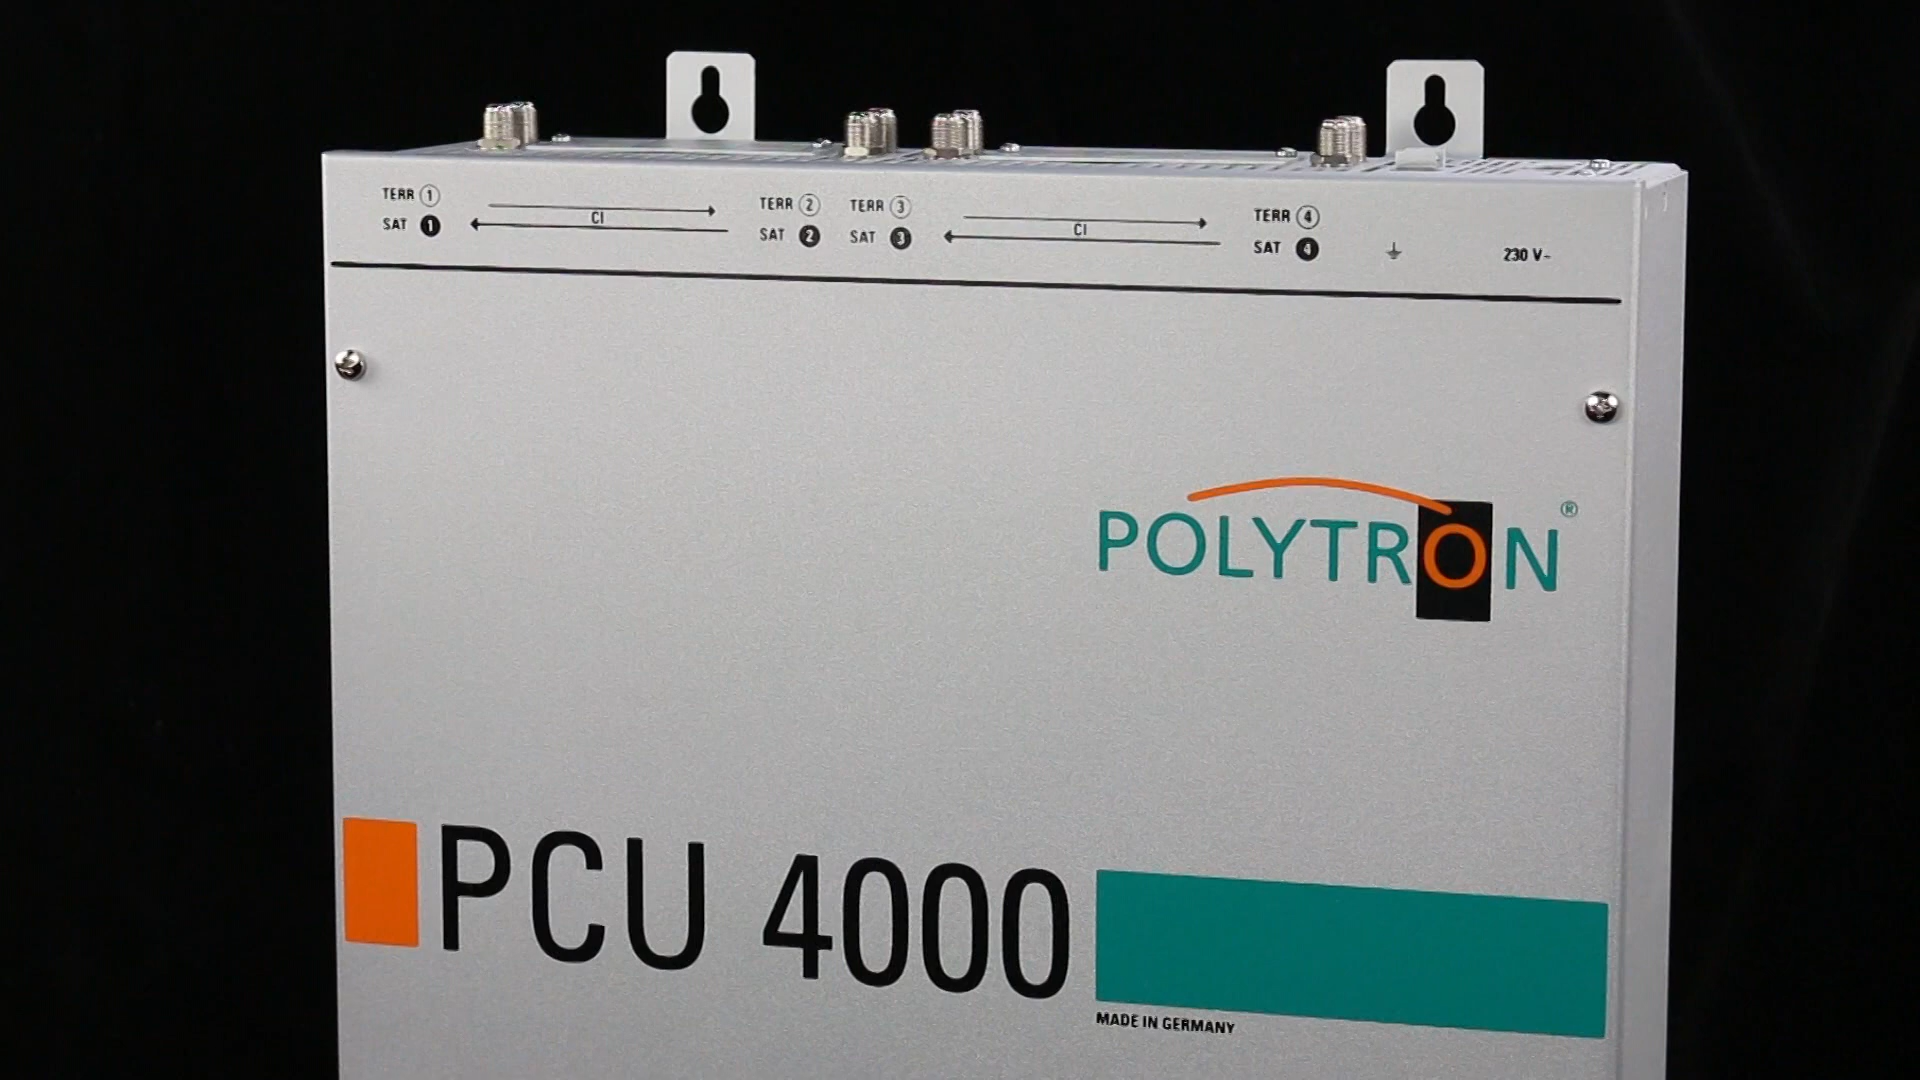 TERR 1 TERR 2 TERR 3 TERR 4
CI CI
SAT 1 SAT 2 SAT 3 SAT 4 230 V~
POLYTRON®
PCU 4000
MADE IN GERMANY